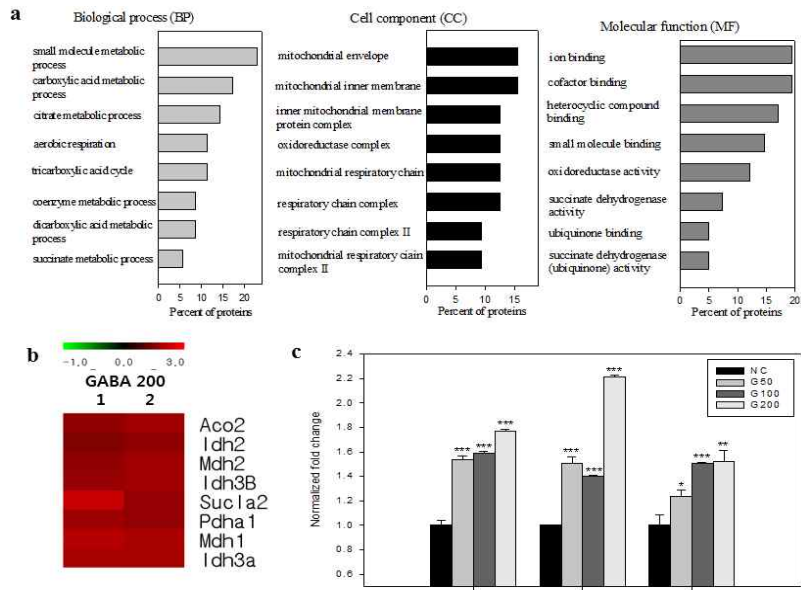 a
Biological process (BP)
small molecule metabolic
process
carboxylic acid metabolic
process
citrate metabolic process
aerobic respiration
tricarboxylic acid cycle
coenzyme metabolic process
dicarboxylic acid metabolic
process
succinate metabolic process
0 5 10 15 20
Percent of proteins
Cell component (CC)
mitochondrial envelope
mitochondrial inner membrane
inner mitochondrial membrane
protein complex
oxidoreductase complex
mitochondrial respiratory chain
respiratory chain complex
respiratory chain complex II
mitochondrial respiratory ciain
complex II
0 5 10 15
Percent of proteins
Molecular function (MF)
ion binding
cofactor binding
heterocyclic compound
binding
small molecule binding
oxidoreductase activity
succinate dehydrogenase
activity
ubiquinone binding
succinate dehydrogenase
(ubiquinone) activity
0 5 10 15 20
Percent of proteins
b
-1.0 0.0 3.0
GABA 200
1 2
Aco2
Idh2
Mdh2
Idh3B
Sucla2
Pdha1
Mdh1
Idh3a
c
Normalized fold change
2.4
2.2
2.0
1.8
1.6
1.4
1.2
1.0
0.8
0.6
*** *** ***
*** *** ***
* *** **
NC
G50
G100
G200